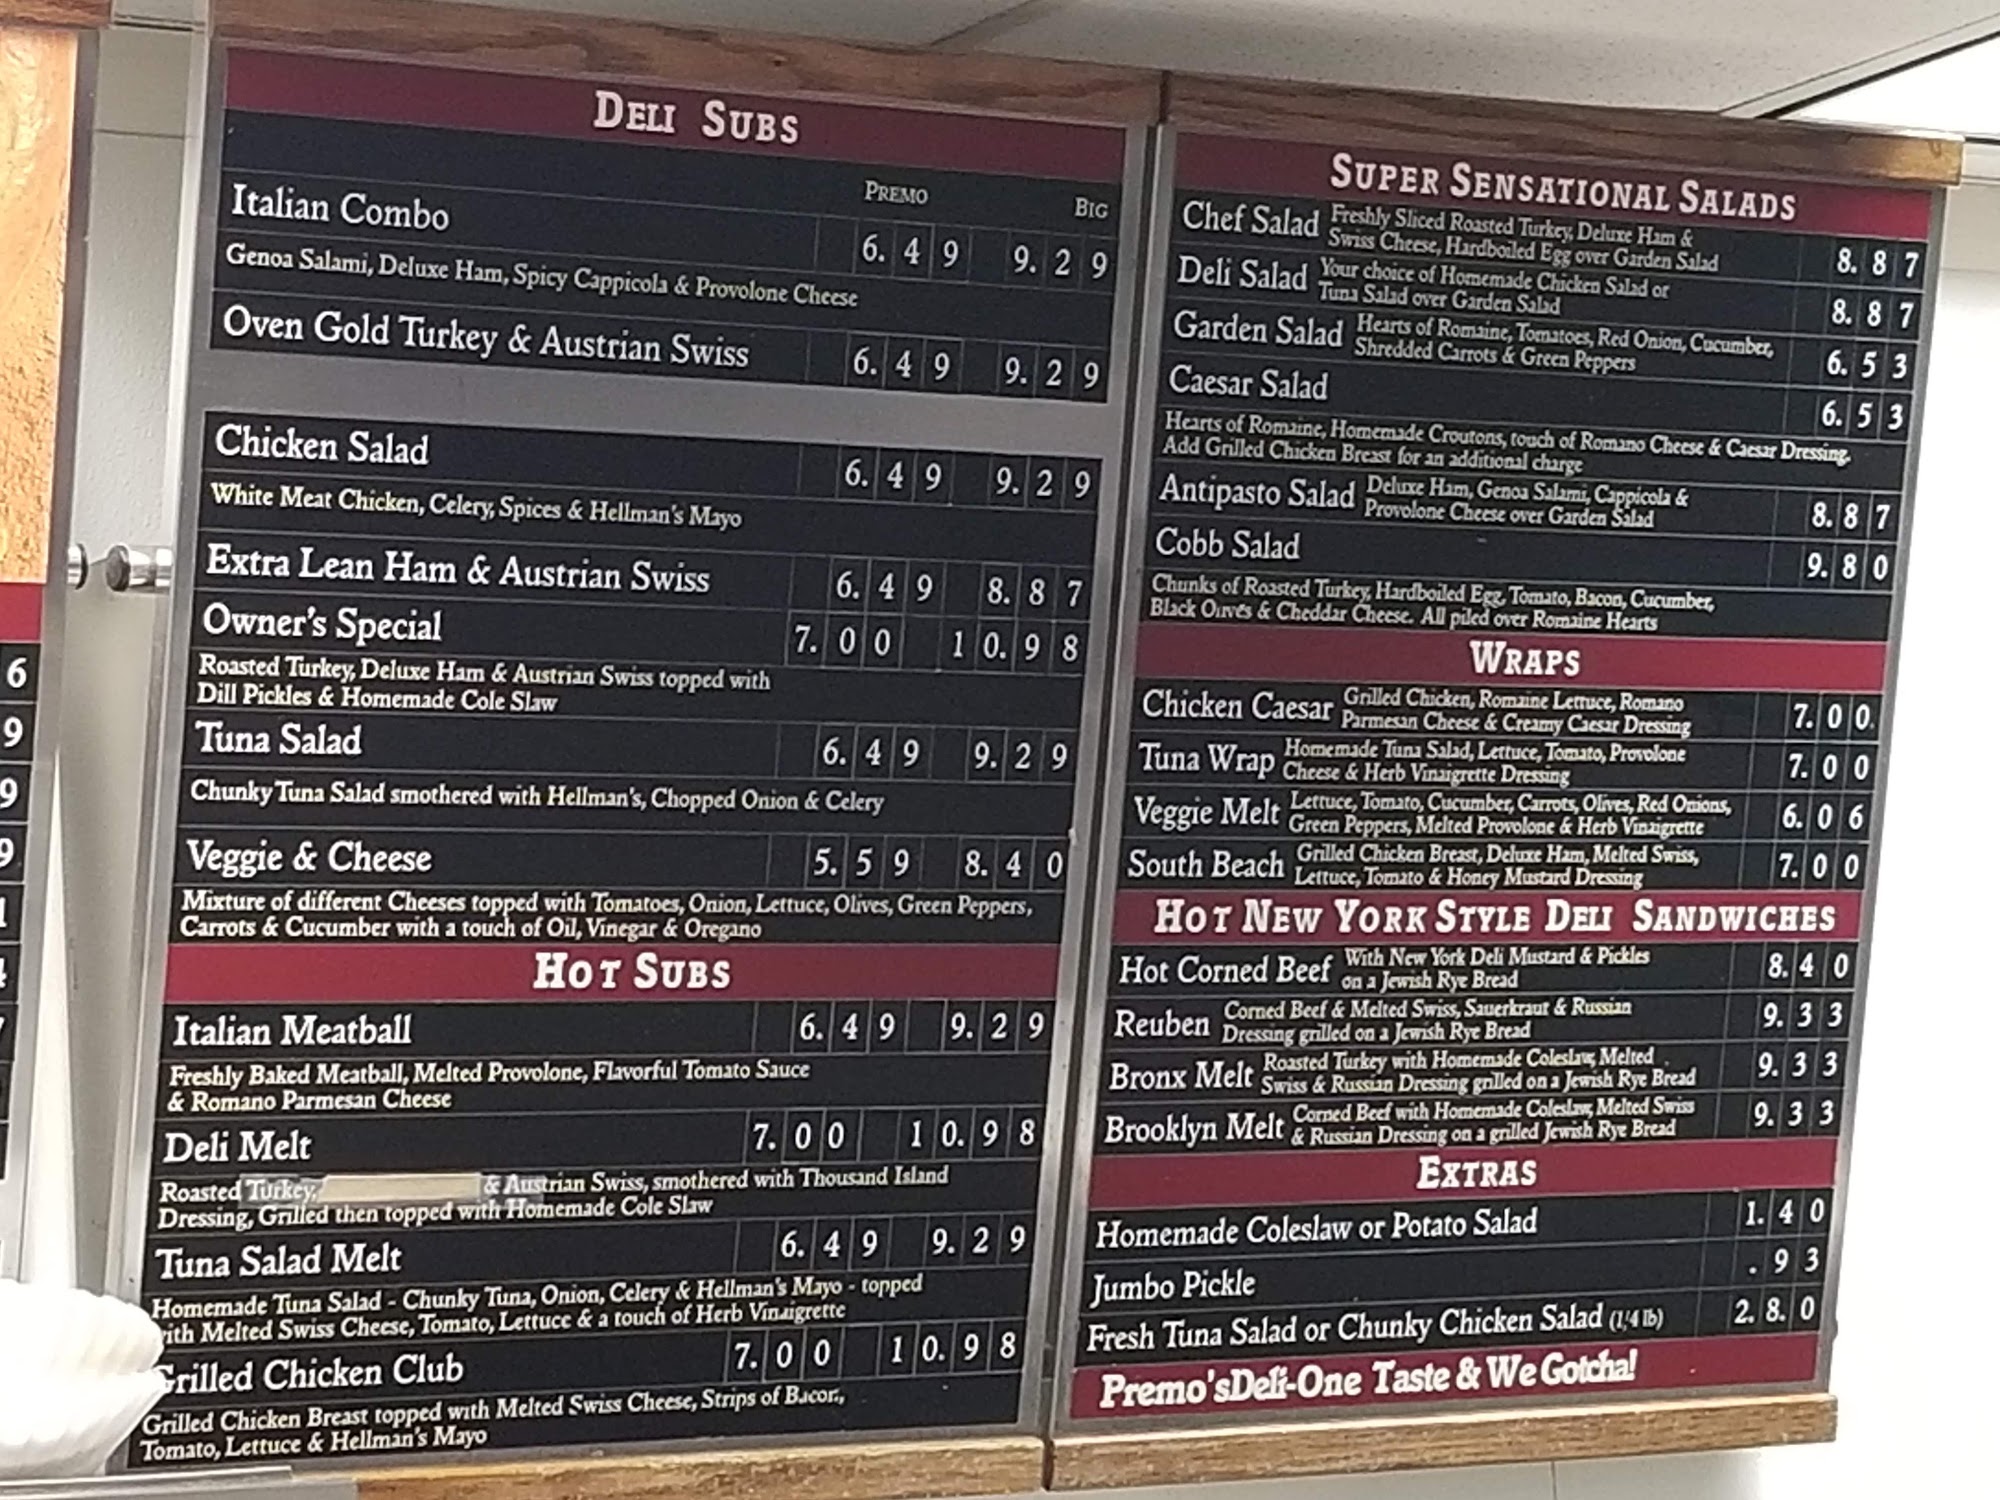 DELI SUBS
PREMO BIG
Italian Combo 6.49 9.29
Genoa Salami, Deluxe Ham, Spicy Cappicola & Provolone Cheese
Oven Gold Turkey & Austrian Swiss 6.49 9.29
Chicken Salad 6.49 9.29
White Meat Chicken, Celery, Spices & Hellman's Mayo
Extra Lean Ham & Austrian Swiss 6.49 8.87
Owner's Special 7.00 10.98
Roasted Turkey, Deluxe Ham & Austrian Swiss topped with
Dill Pickles & Homemade Cole Slaw
Tuna Salad 6.49 9.29
Chunky Tuna Salad smothered with Hellman's, Chopped Onion & Celery
Veggie & Cheese 5.59 8.40
Mixture of different Cheeses topped with Tomatoes, Onion, Lettuce, Olives, Green Peppers,
Carrots & Cucumber with a touch of Oil, Vinegar & Oregano
HOT SUBS
Italian Meatball 6.49 9.29
Freshly Baked Meatball, Melted Provolone, Flavorful Tomato Sauce
& Romano Parmesan Cheese
Deli Melt 7.00 10.98
Roasted Turkey, & Austrian Swiss, smothered with Thousand Island
Dressing, Grilled then topped with Homemade Cole Slaw
Tuna Salad Melt 6.49 9.29
Homemade Tuna Salad - Chunky Tuna, Onion, Celery & Hellman's Mayo - topped
with Melted Swiss Cheese, Tomato, Lettuce & a touch of Herb Vinaigrette
Grilled Chicken Club 7.00 10.98
Grilled Chicken Breast topped with Melted Swiss Cheese, Strips of Bacon,
Tomato, Lettuce & Hellman's Mayo
SUPER SENSATIONAL SALADS
Chef Salad Freshly Sliced Roasted Turkey, Deluxe Ham &
Swiss Cheese, Hardboiled Egg over Garden Salad 8.87
Deli Salad Your choice of Homemade Chicken Salad or
Tuna Salad over Garden Salad 8.87
Garden Salad Hearts of Romaine, Tomatoes, Red Onion, Cucumber,
Shredded Carrots & Green Peppers 6.53
Caesar Salad 6.53
Hearts of Romaine, Homemade Croutons, touch of Romano Cheese & Caesar Dressing.
Add Grilled Chicken Breast for an additional charge
Antipasto Salad Deluxe Ham, Genoa Salami, Cappicola &
Provolone Cheese over Garden Salad 8.87
Cobb Salad 9.80
Chunks of Roasted Turkey, Hardboiled Egg, Tomato, Bacon, Cucumber,
Black Olives & Cheddar Cheese. All piled over Romaine Hearts
WRAPS
Chicken Caesar Grilled Chicken, Romaine Lettuce, Romano
Parmesan Cheese & Creamy Caesar Dressing 7.00
Tuna Wrap Homemade Tuna Salad, Lettuce, Tomato, Provolone
Cheese & Herb Vinaigrette Dressing 7.00
Veggie Melt Lettuce, Tomato, Cucumber, Carrots, Olives, Red Onions,
Green Peppers, Melted Provolone & Herb Vinaigrette 6.06
South Beach Grilled Chicken Breast, Deluxe Ham, Melted Swiss,
Lettuce, Tomato & Honey Mustard Dressing 7.00
HOT NEW YORK STYLE DELI SANDWICHES
Hot Corned Beef With New York Deli Mustard & Pickles
on a Jewish Rye Bread 8.40
Reuben Corned Beef & Melted Swiss, Sauerkraut & Russian
Dressing grilled on a Jewish Rye Bread 9.33
Bronx Melt Roasted Turkey with Homemade Coleslaw, Melted
Swiss & Russian Dressing grilled on a Jewish Rye Bread 9.33
Brooklyn Melt Corned Beef with Homemade Coleslaw, Melted Swiss
& Russian Dressing on a grilled Jewish Rye Bread 9.33
EXTRAS
Homemade Coleslaw or Potato Salad 1.40
Jumbo Pickle .93
Fresh Tuna Salad or Chunky Chicken Salad (1/4 lb) 2.8.0
Premo'sDeli-One Taste & We Gotcha!
6
9
9
9